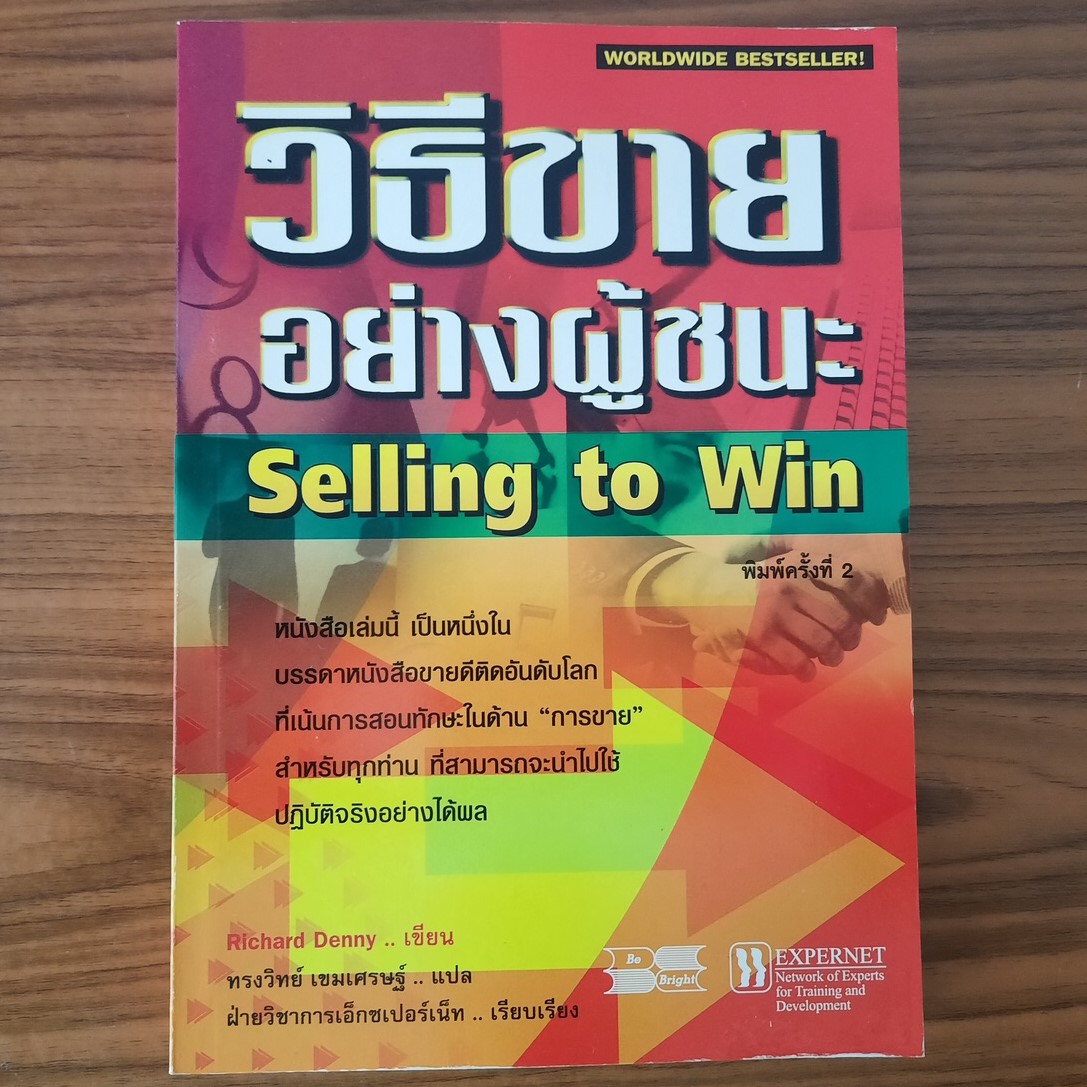 WORLDWIDE BESTSELLER!
วิธีขาย
อย่างผู้ชนะ
Selling to Win
พิมพ์ครั้งที่ 2
หนังสือเล่มนี้ เป็นหนึ่งใน
บรรดาหนังสือขายดีติดอันดับโลก
ที่เน้นการสอนทักษะในด้าน “การขาย”
สำหรับทุกท่าน ที่สามารถจะนำไปใช้
ปฏิบัติจริงอย่างได้ผล
Richard Denny .. เขียน
ทรงวิทย์ เขมเศรษฐ์ .. แปล
ฝ่ายวิชาการเอ็กซเปอร์เน็ท .. เรียบเรียง
Be
Bright
EXPERNET
Network of Experts
for Training and
Development